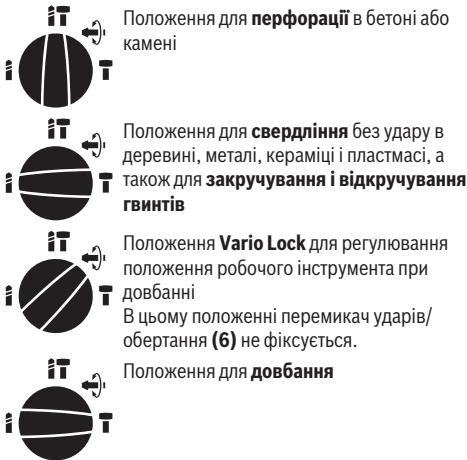 Положення для перфорації в бетоні або
камені
Положення для свердління без удару в
деревині, металі, кераміці і пластмасі, а
також для закручування і відкручування
гвинтів
Положення Vario Lock для регулювання
положення робочого інструмента при
довбанні
В цьому положенні перемикач ударів/
обертання (6) не фіксується.
Положення для довбання